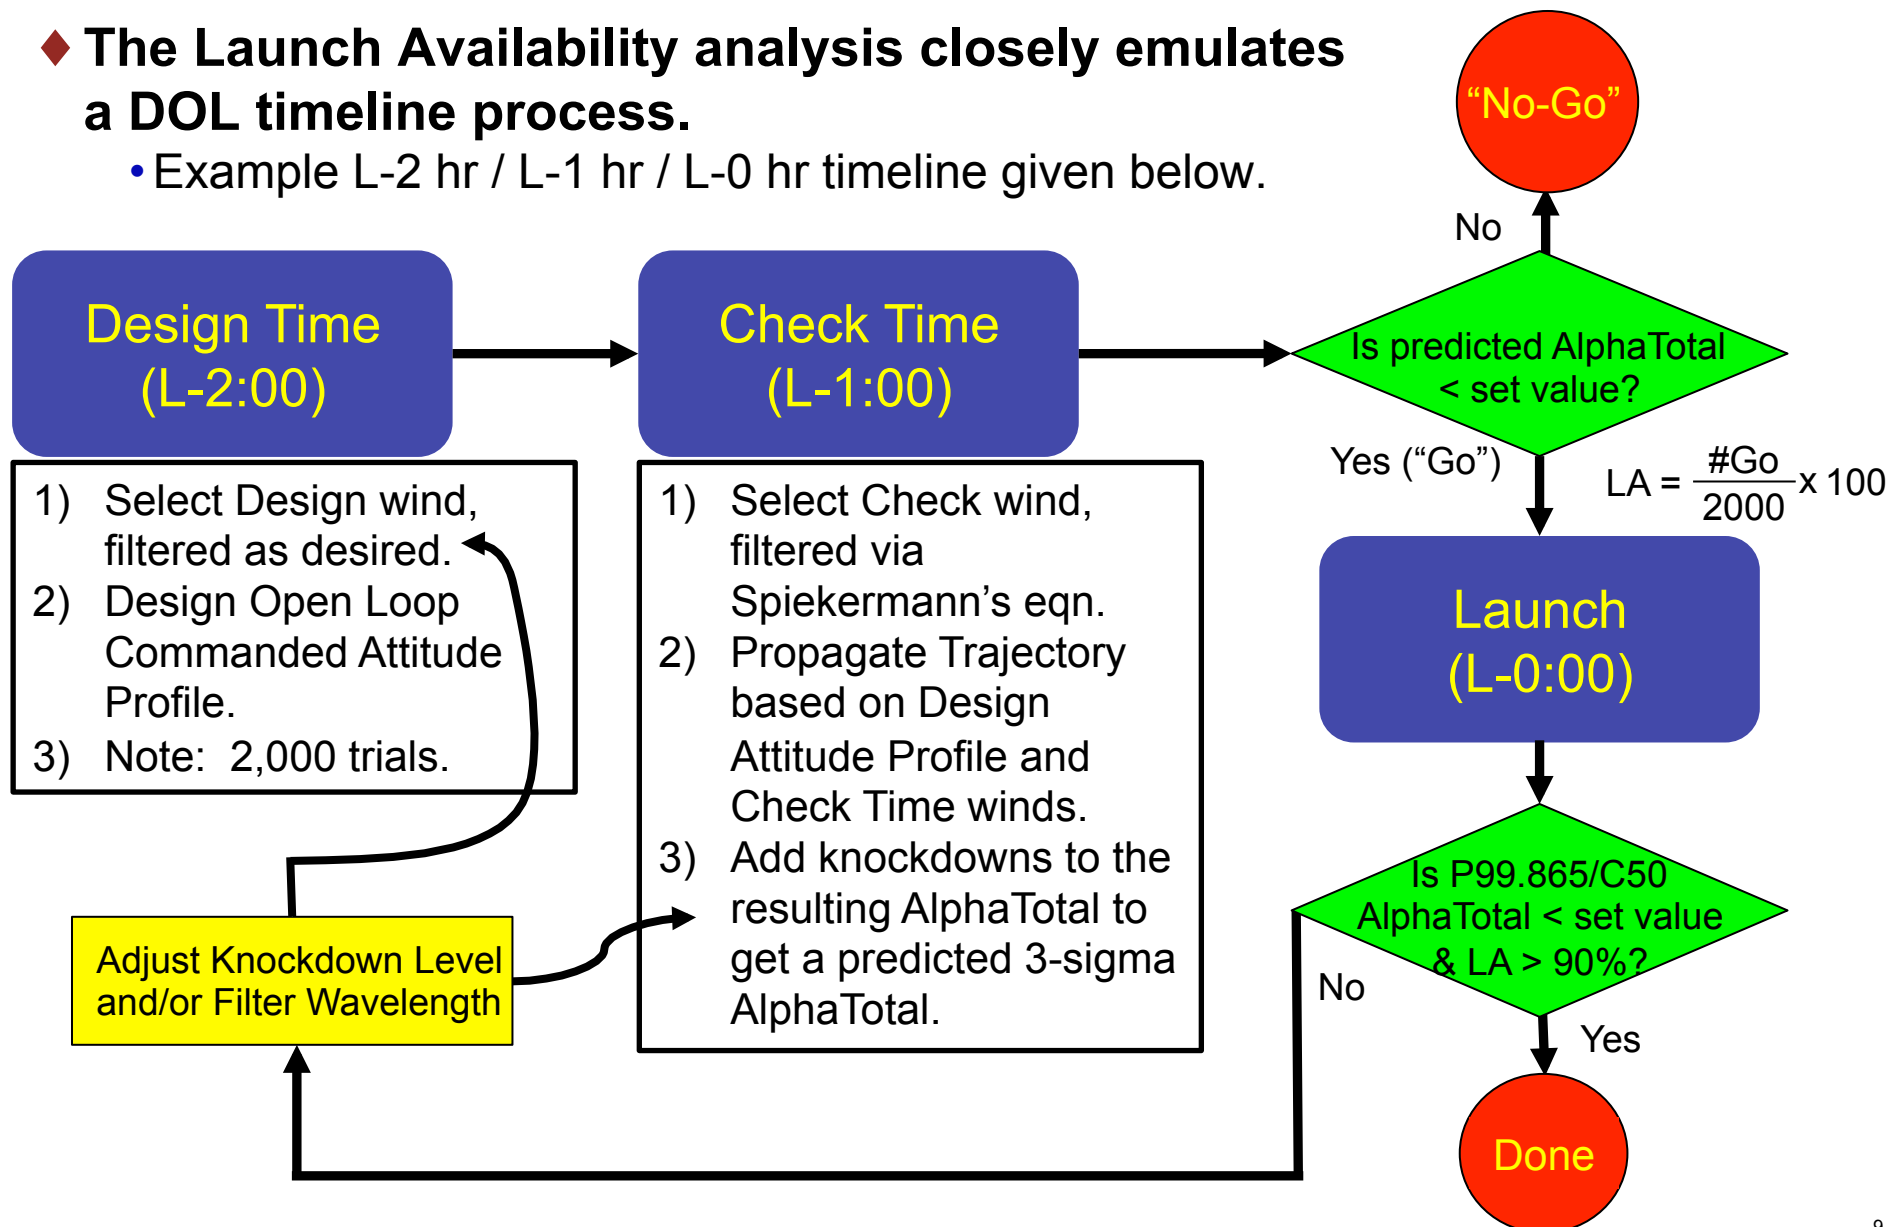 The Launch Availability analysis closely emulates
a DOL timeline process.
• Example L-2 hr / L-1 hr / L-0 hr timeline given below.
“No-Go”
No
Design Time
(L-2:00)
Check Time
(L-1:00)
Is predicted AlphaTotal
< set value?
Yes (“Go”)
LA = #Go
2000 x 100
1) Select Design wind,
filtered as desired.
2) Design Open Loop
Commanded Attitude
Profile.
3) Note: 2,000 trials.
1) Select Check wind,
filtered via
Spiekermann’s eqn.
2) Propagate Trajectory
based on Design
Attitude Profile and
Check Time winds.
3) Add knockdowns to the
resulting AlphaTotal to
get a predicted 3-sigma
AlphaTotal.
Launch
(L-0:00)
Adjust Knockdown Level
and/or Filter Wavelength
Is P99.865/C50
AlphaTotal < set value
& LA > 90%?
No
Yes
Done